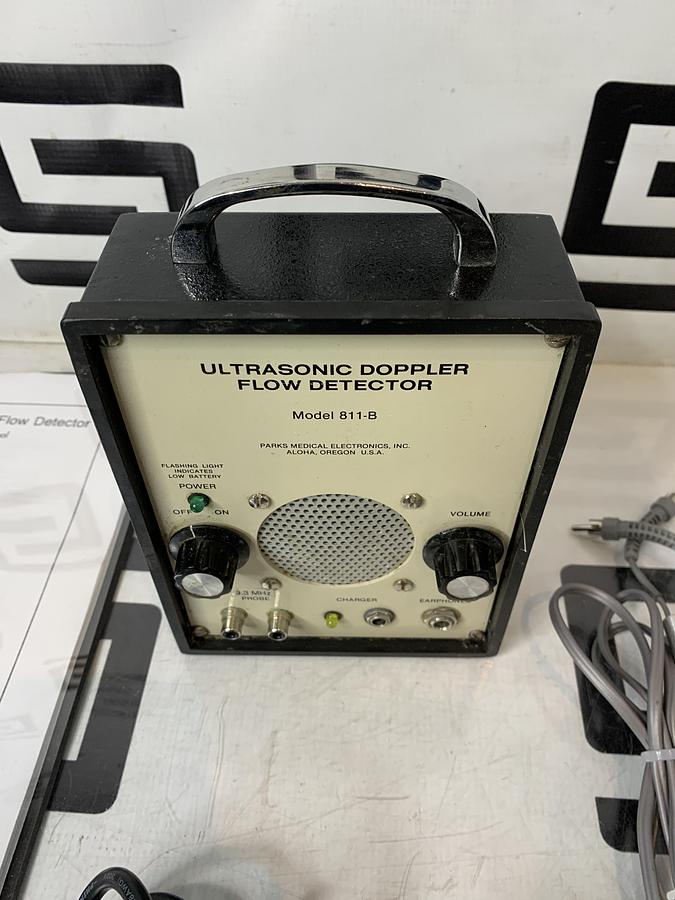 ULTRASONIC DOPPLER
FLOW DETECTOR
Model 811-B
PARKS MEDICAL ELECTRONICS, INC.
ALOHA, OREGON U.S.A.
Flow Detector
FLASHING LIGHT
INDICATES
LOW BATTERY
POWER
OFF ON
VOLUME
MHz
PROBE
CHARGER